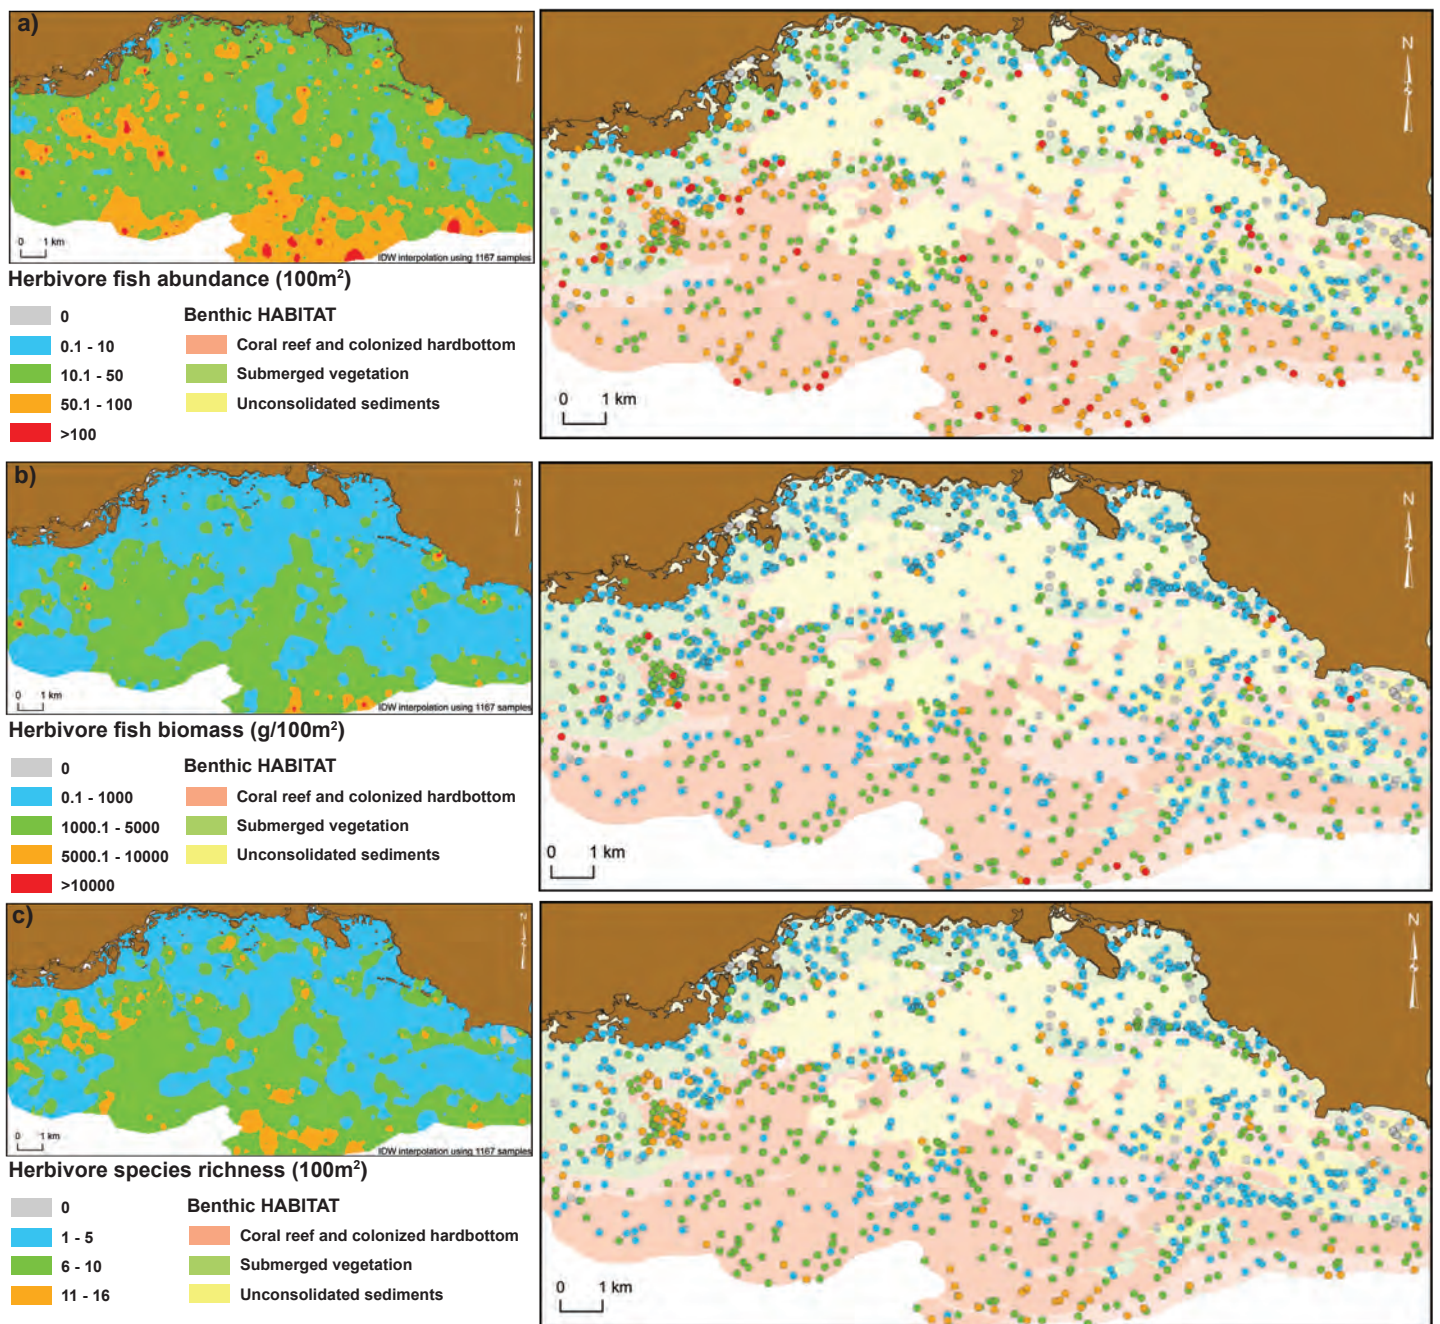 a)
N
N
0 1 km
IDW interpolation using 1167 samples
0 1 km
Herbivore fish abundance (100m²)
0
Benthic HABITAT
0.1 - 10
Coral reef and colonized hardbottom
10.1 - 50
Submerged vegetation
50.1 - 100
Unconsolidated sediments
>100
b)
N
N
0 1 km
IDW interpolation using 1167 samples
0 1 km
Herbivore fish biomass (g/100m²)
0
Benthic HABITAT
0.1 - 1000
Coral reef and colonized hardbottom
1000.1 - 5000
Submerged vegetation
5000.1 - 10000
Unconsolidated sediments
>10000
c)
N
N
0 1 km
IDW interpolation using 1167 samples
0 1 km
Herbivore species richness (100m²)
0
Benthic HABITAT
1 - 5
Coral reef and colonized hardbottom
6 - 10
Submerged vegetation
11 - 16
Unconsolidated sediments